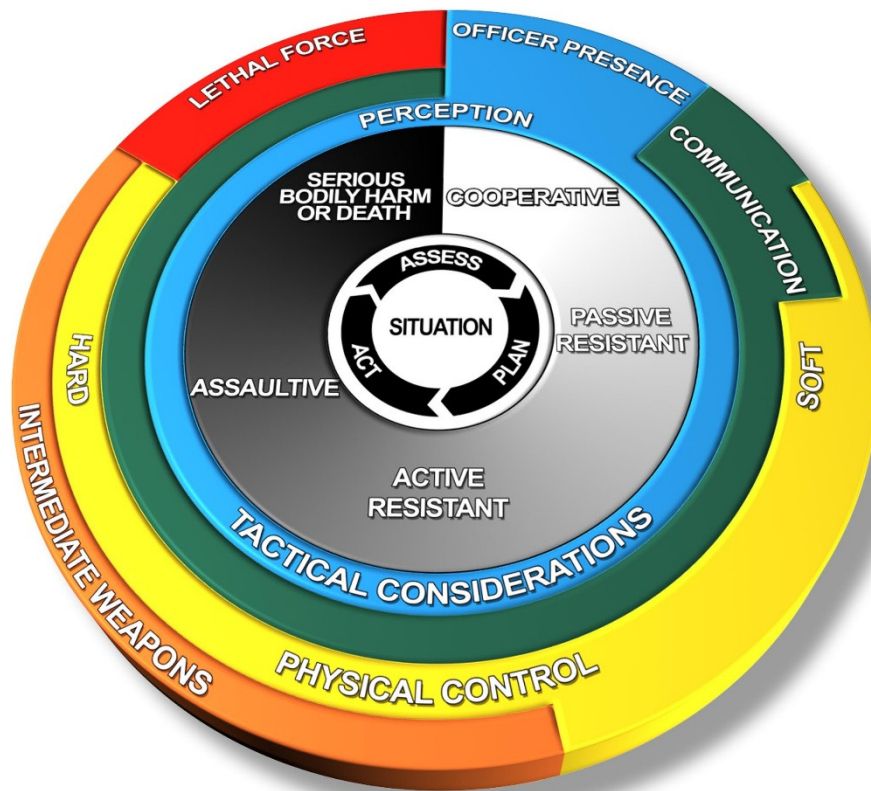 LETHAL FORCE
OFFICER PRESENCE
COMMUNICATION
SOFT
PHYSICAL CONTROL
HARD
INTERMEDIATE WEAPONS
PERCEPTION
TACTICAL CONSIDERATIONS
SERIOUS
BODILY HARM
OR DEATH
COOPERATIVE
PASSIVE
RESISTANT
ACTIVE
RESISTANT
ASSAULTIVE
ASSESS
PLAN
ACT
SITUATION